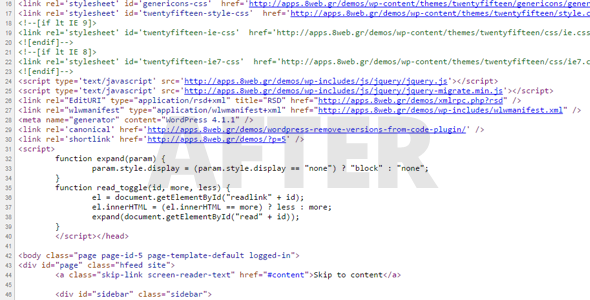 16 <link rel='stylesheet' id='genericons-css' href='http://apps.8web.gr/demos/wp-content/themes/twentyfifteen/genericons/gener
17 <link rel='stylesheet' id='twentyfifteen-style-css' href='http://apps.8web.gr/demos/wp-content/themes/twentyfifteen/style.c
18 <!--[if lt IE 9]>
19 <link rel='stylesheet' id='twentyfifteen-ie-css' href='http://apps.8web.gr/demos/wp-content/themes/twentyfifteen/css/ie.css
20 <![endif]-->
21 <!--[if lt IE 8]>
22 <link rel='stylesheet' id='twentyfifteen-ie7-css' href='http://apps.8web.gr/demos/wp-content/themes/twentyfifteen/css/ie7.c
23 <![endif]-->
24 <script type='text/javascript' src='http://apps.8web.gr/demos/wp-includes/js/jquery/jquery.js'></script>
25 <script type='text/javascript' src='http://apps.8web.gr/demos/wp-includes/js/jquery/jquery-migrate.min.js'></script>
26 <link rel="EditURI" type="application/rsd+xml" title="RSD" href="http://apps.8web.gr/demos/xmlrpc.php?rsd" />
27 <link rel="wlwmanifest" type="application/wlwmanifest+xml" href="http://apps.8web.gr/demos/wp-includes/wlwmanifest.xml" />
28 <meta name="generator" content="WordPress 4.1.1" />
29 <link rel='canonical' href='http://apps.8web.gr/demos/wordpress-remove-versions-from-code-plugin/' />
30 <link rel='shortlink' href='http://apps.8web.gr/demos/?p=5' />
31 <script>
32 function expand(param) {
33 param.style.display = (param.style.display == "none") ? "block" : "none";
34 }
35 function read_toggle(id, more, less) {
36 el = document.getElementById("readlink" + id);
37 el.innerHTML = (el.innerHTML == more) ? less : more;
38 expand(document.getElementById("read" + id));
39 }
40 </script></head>
41
42 <body class="page page-id-5 page-template-default logged-in">
43 <div id="page" class="hfeed site">
44 <a class="skip-link screen-reader-text" href="#content">Skip to content</a>
45
46 <div id="sidebar" class="sidebar">
AFTER